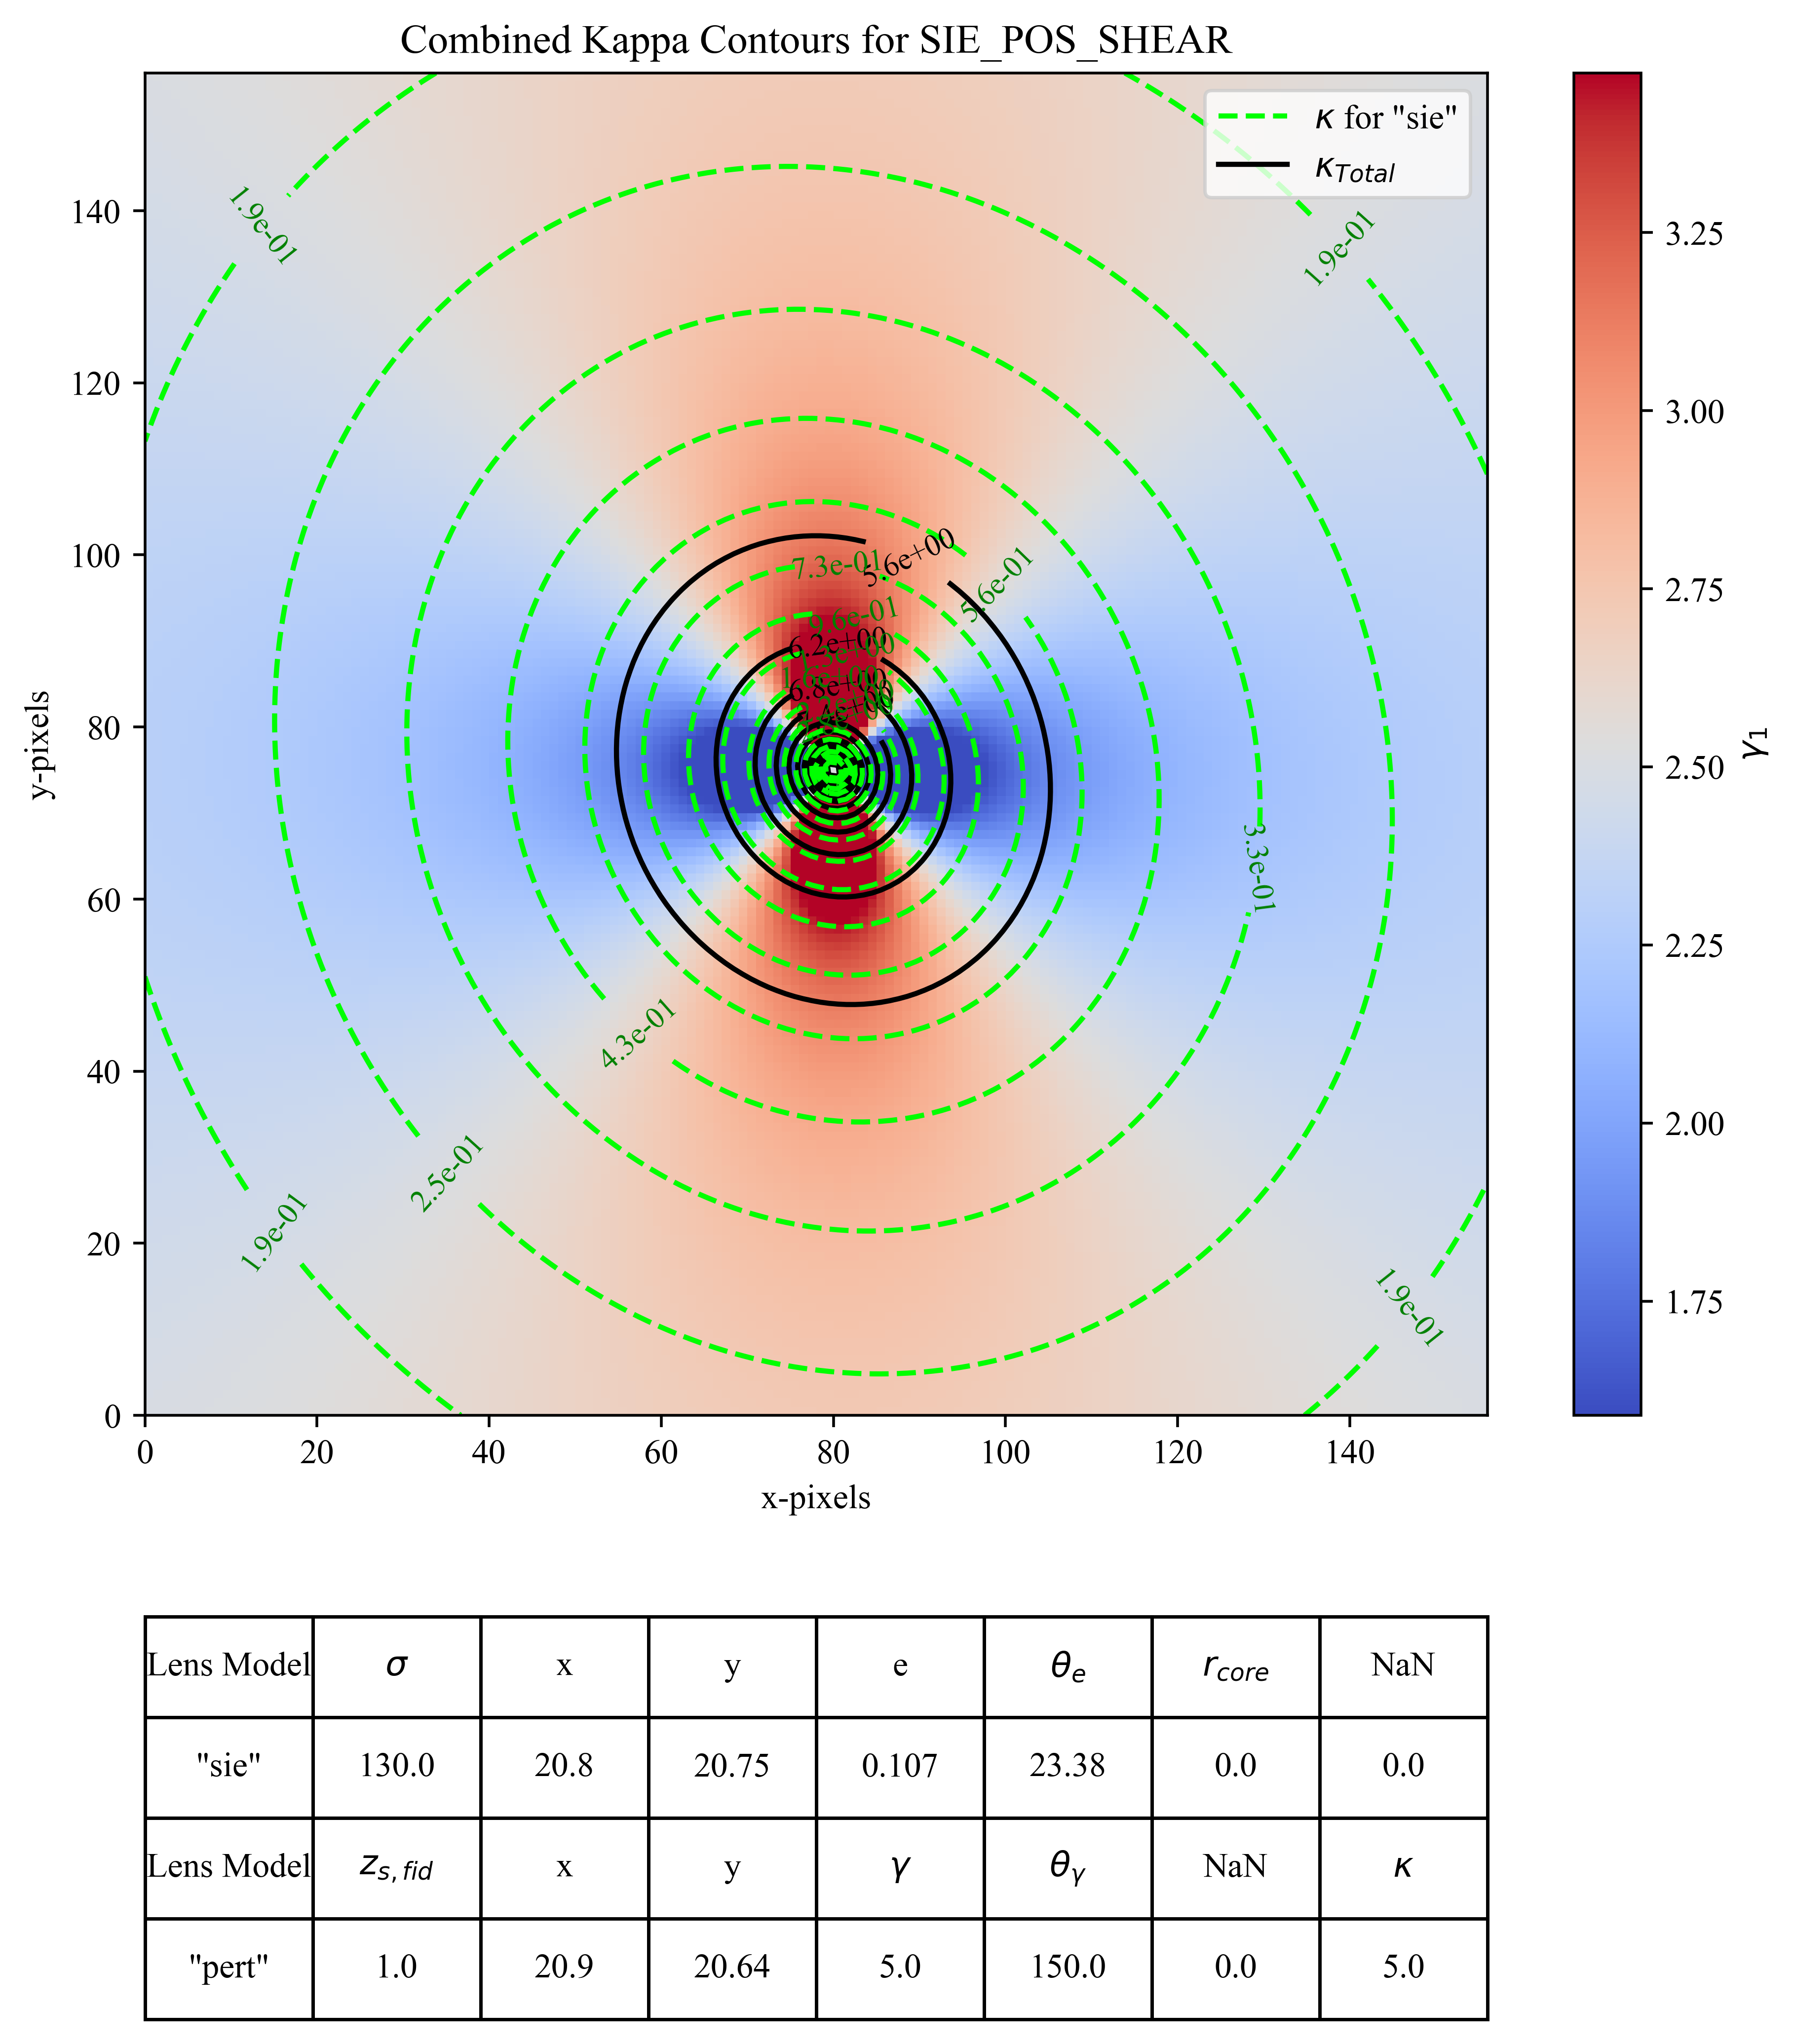 Combined Kappa Contours for SIE_POS_SHEAR
κ for "sie"
κ_Total
1.9e-01
1.9e-01
5.6e+00
7.3e-01
5.6e-01
9.6e-01
6.2e+00
6.8e+00
3.3e-01
4.3e-01
2.5e-01
1.9e-01
1.9e-01
y-pixels
140
120
100
80
60
40
20
0
0 20 40 60 80 100 120 140
x-pixels
3.25
3.00
2.75
2.50
2.25
2.00
1.75
γ₁
Lens Model σ x y e θ_e r_core NaN
"sie" 130.0 20.8 20.75 0.107 23.38 0.0 0.0
Lens Model z_s,fid x y γ θ_γ NaN κ
"pert" 1.0 20.9 20.64 5.0 150.0 0.0 5.0